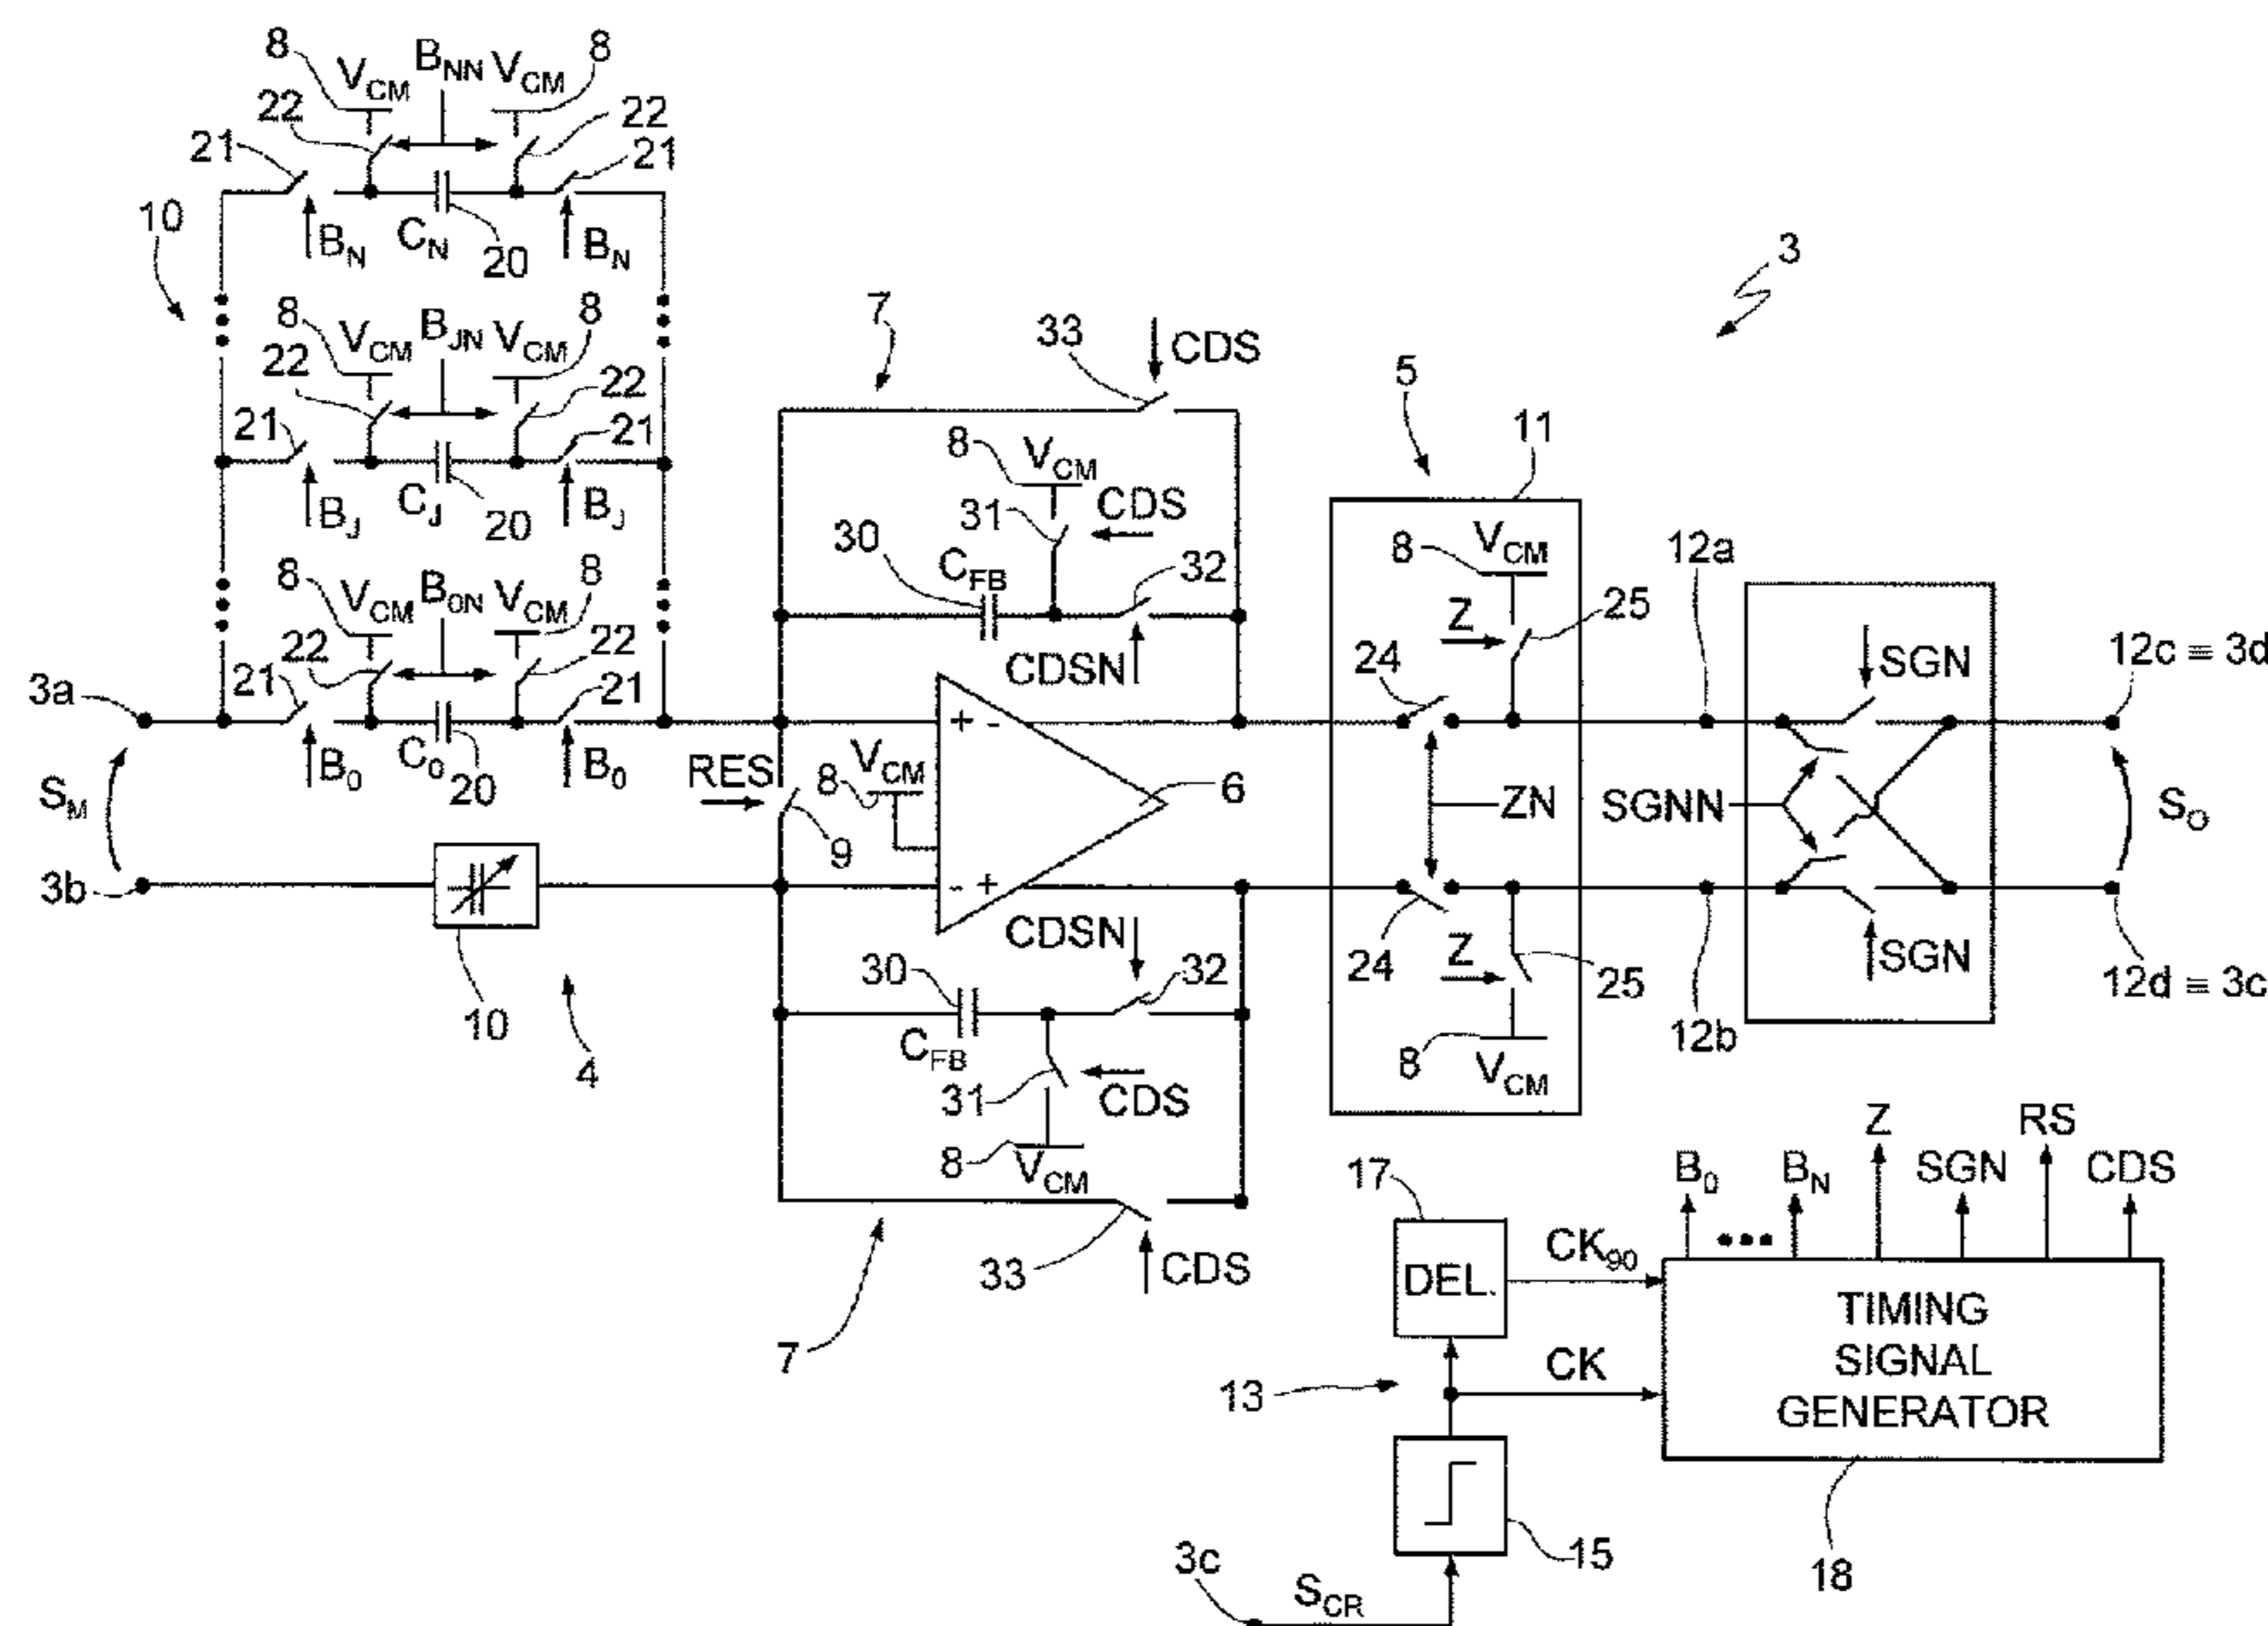 8 V_CM B_NN V_CM 8
22 22
21 21
10
B_N C_N 20 B_N
3
8 V_CM B_JN V_CM 8
22 22
21 21
B_J C_J 20 B_J
7
33 CDS
5
11
8 V_CM
31 CDS
30 C_FB 32
CDSN
8 V_CM B_0N V_CM 8
22 22
21 21
3a
B_0 C_0 20 B_0
S_M
3b
10
4
RES
9
V_CM
8
+ -
- +
6
8 V_CM
Z 25
24
ZN
24
Z 25
8 V_CM
12a
12b
SGN
SGNN
SGN
12c ≡ 3d
S_O
12d ≡ 3c
CDSN
30 32
C_FB
31 CDS
8 V_CM
7
33 CDS
17
DEL.
CK_90
13
CK
15
3c S_CR
B_0 ••• B_N Z SGN RS CDS
TIMING
SIGNAL
GENERATOR
18